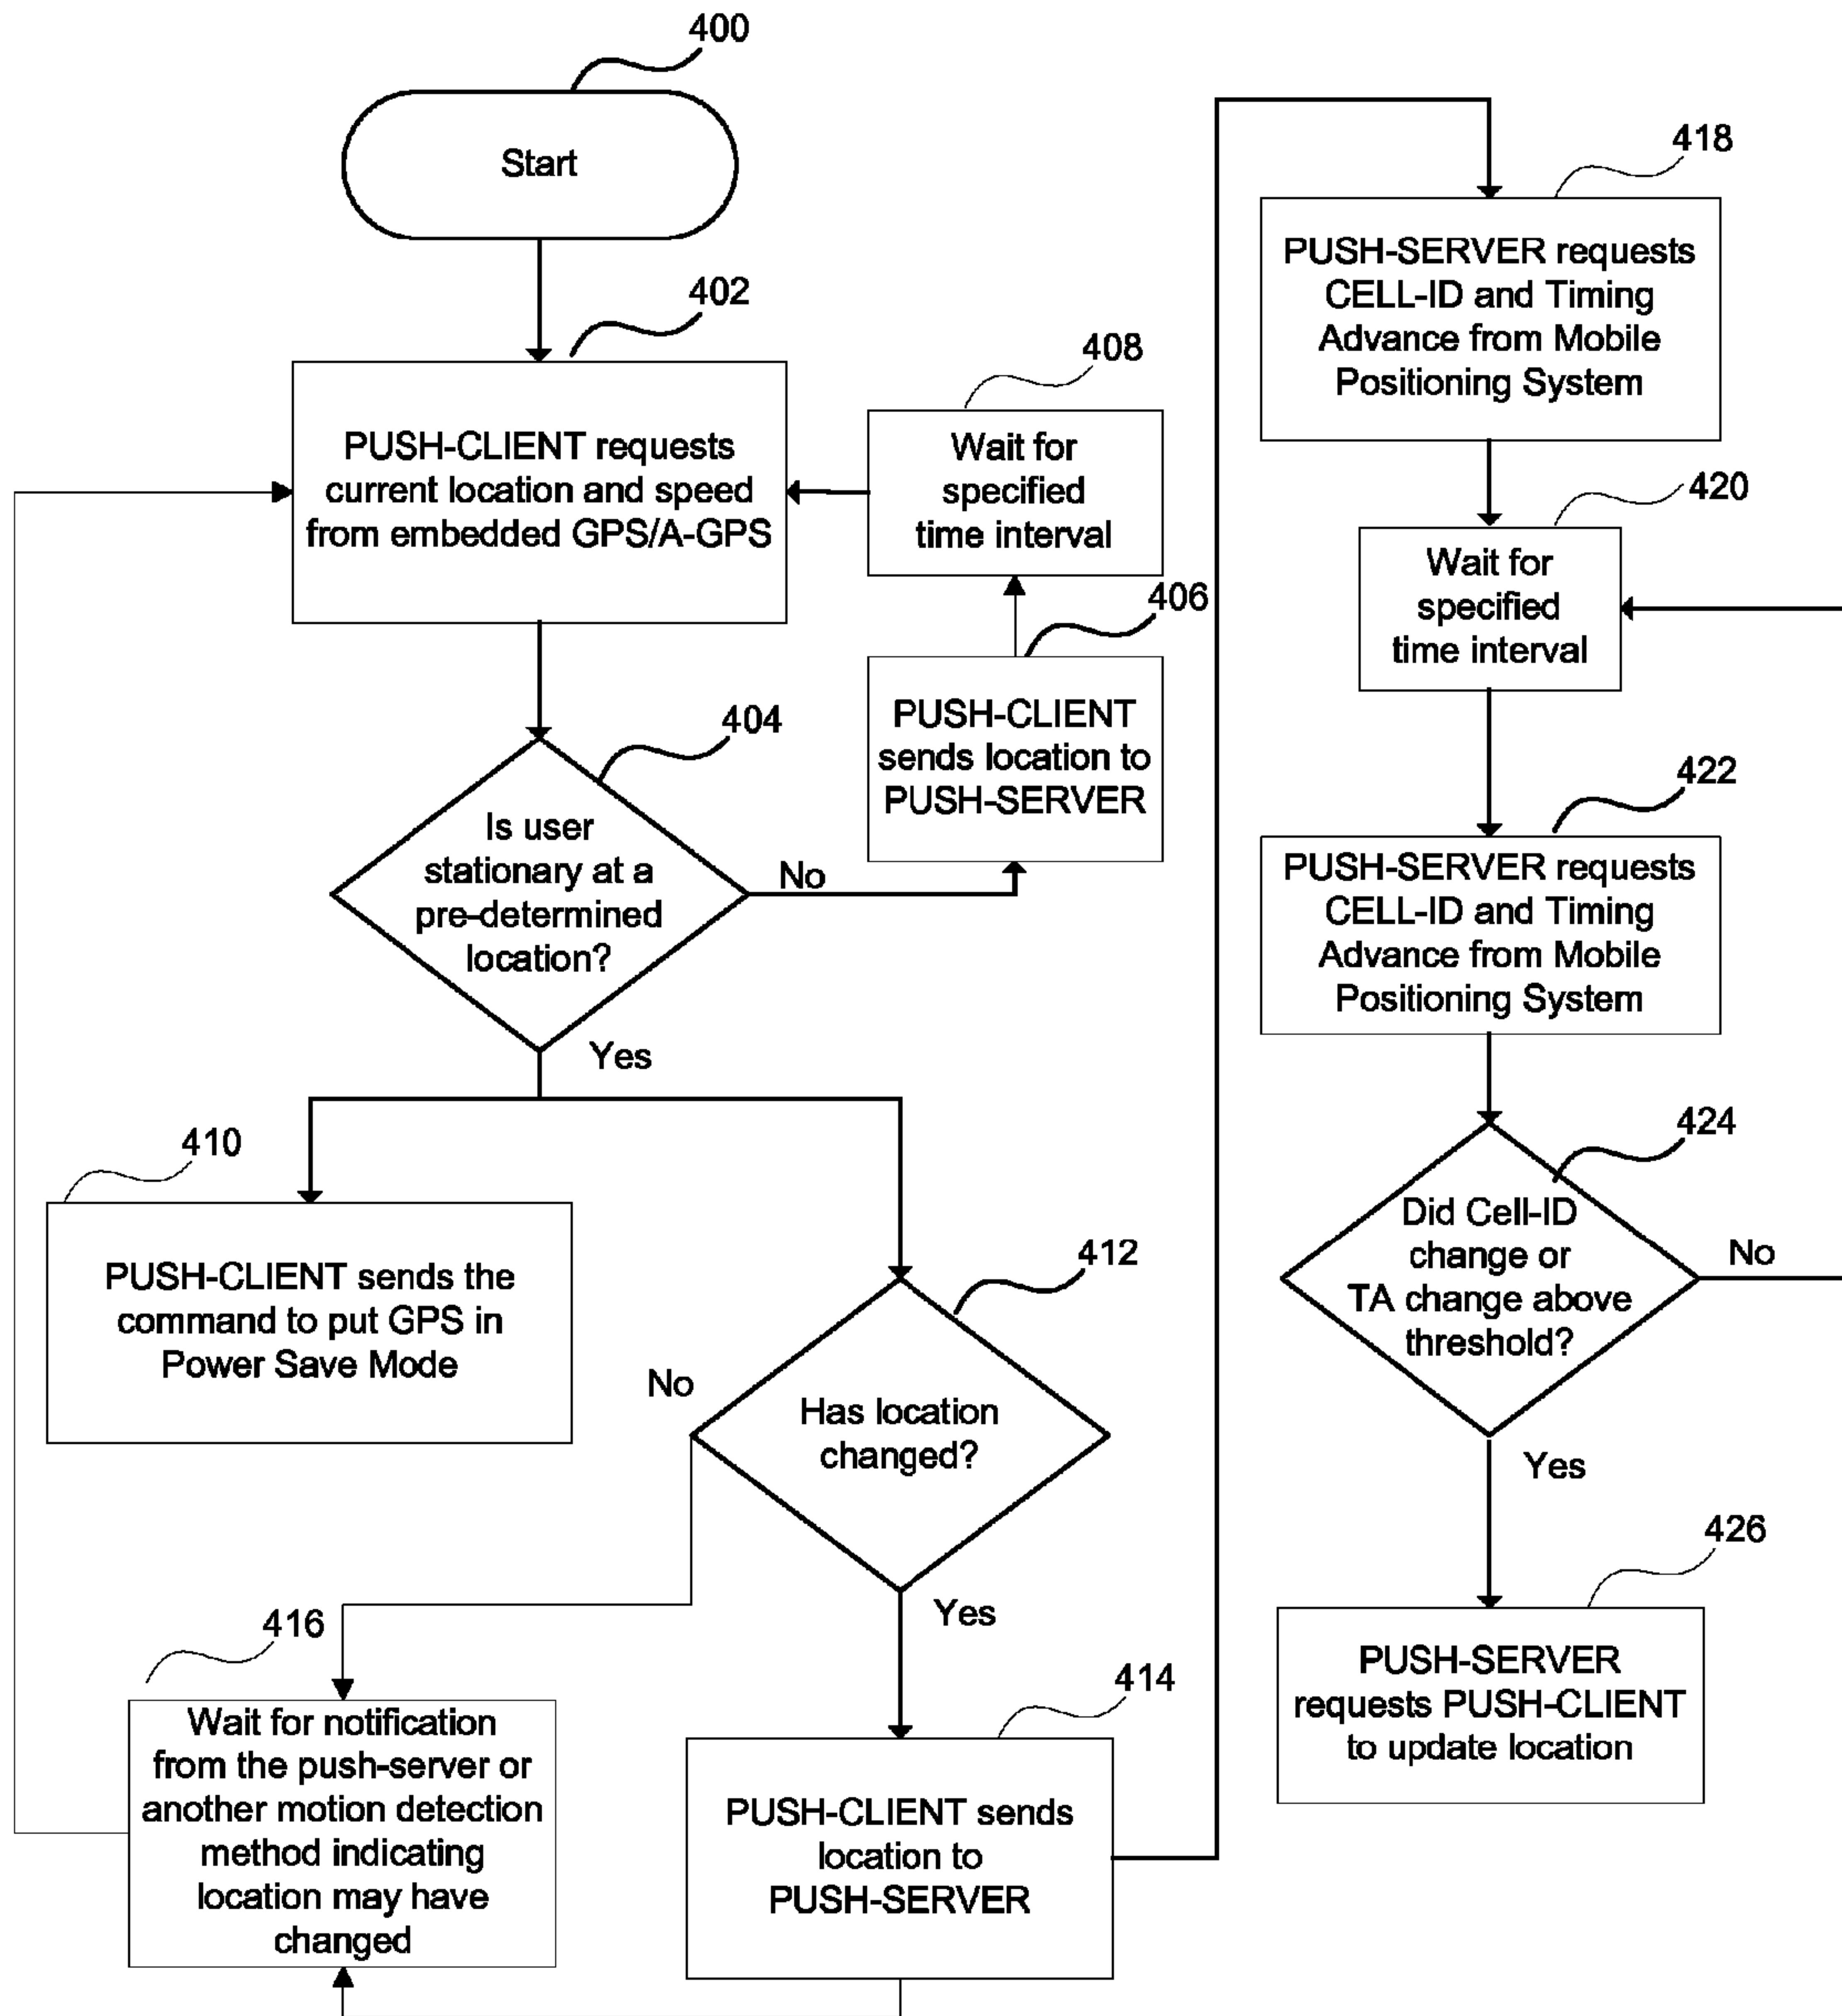 400
Start
402
PUSH-CLIENT requests
current location and speed
from embedded GPS/A-GPS
408
Wait for
specified
time interval
406
PUSH-CLIENT
sends location to
PUSH-SERVER
404
Is user
stationary at a
pre-determined
location?
No
Yes
410
PUSH-CLIENT sends the
command to put GPS in
Power Save Mode
412
Has location
changed?
No
Yes
416
Wait for notification
from the push-server or
another motion detection
method indicating
location may have
changed
414
PUSH-CLIENT sends
location to
PUSH-SERVER
418
PUSH-SERVER requests
CELL-ID and Timing
Advance from Mobile
Positioning System
420
Wait for
specified
time interval
422
PUSH-SERVER requests
CELL-ID and Timing
Advance from Mobile
Positioning System
424
Did Cell-ID
change or
TA change above
threshold?
No
Yes
426
PUSH-SERVER
requests PUSH-CLIENT
to update location